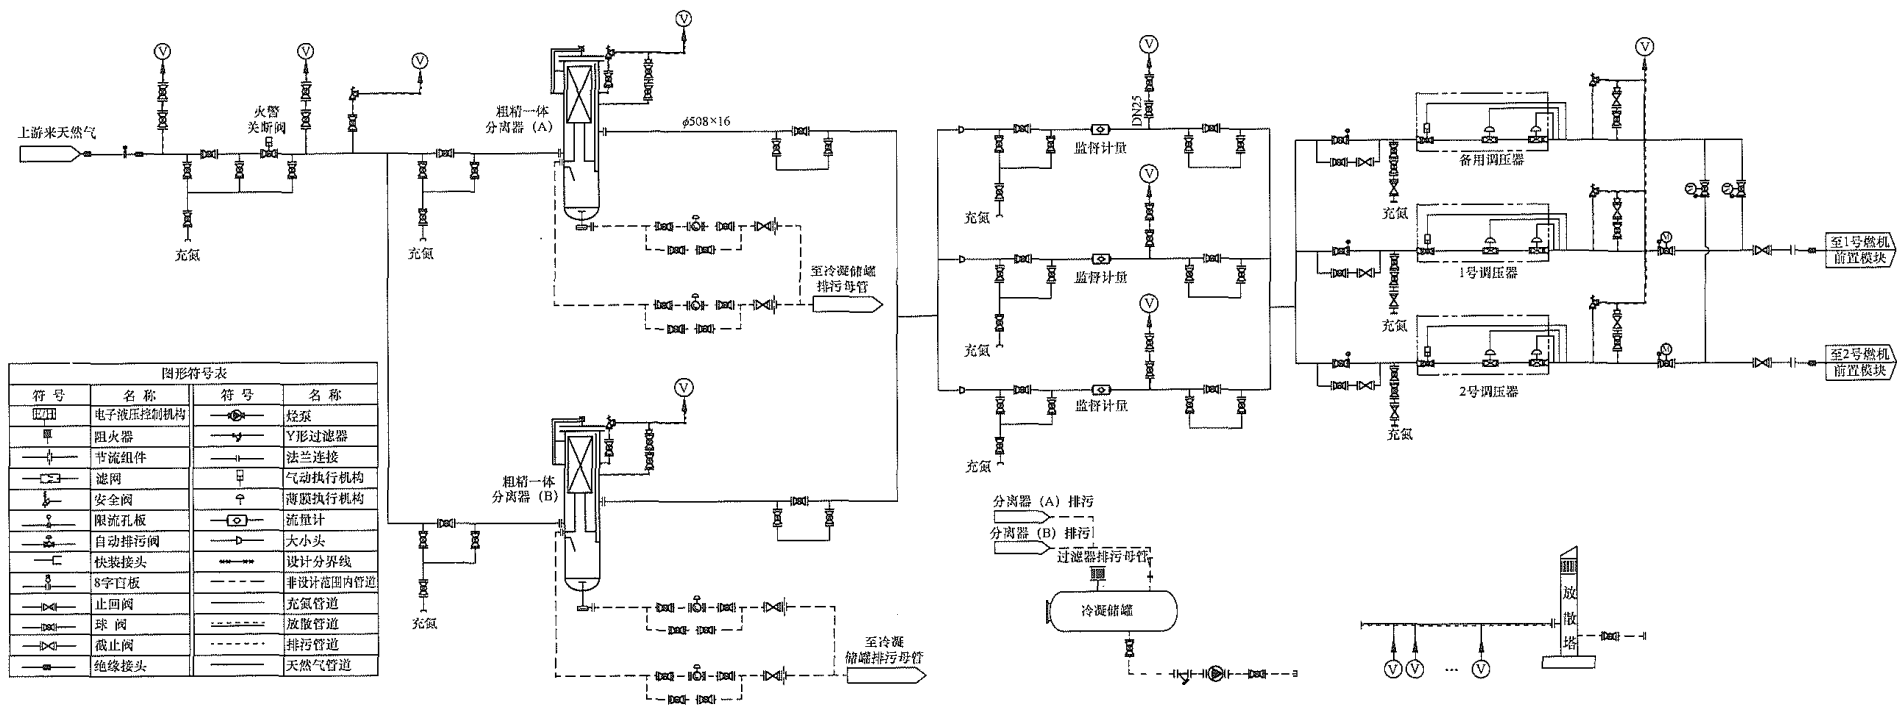 V
V
V
V
火警
关断阀
上游来天然气
充氮
充氮
粗精一体
分离器 (A)
φ508×16
至冷凝储罐
排污母管
V
粗精一体
分离器 (B)
充氮
至冷凝
储罐排污母管
V
DN25
监督计量
充氮
V
监督计量
充氮
V
监督计量
充氮
V
备用调压器
充氮
M
M
1号调压器
充氮
M
至1号燃机
前置模块
2号调压器
充氮
M
至2号燃机
前置模块
图形符号表
符 号 名 称 符 号 名 称
电子液压控制机构 烃泵
阻火器 Y形过滤器
节流组件 法兰连接
滤网 气动执行机构
安全阀 薄膜执行机构
限流孔板 流量计
自动排污阀 大小头
快装接头 设计分界线
8字盲板 非设计范围内管道
止回阀 充氮管道
球 阀 放散管道
截止阀 排污管道
绝缘接头 天然气管道
分离器 (A) 排污
分离器 (B) 排污
过滤器排污母管
冷凝储罐
放
散
塔
V V … V